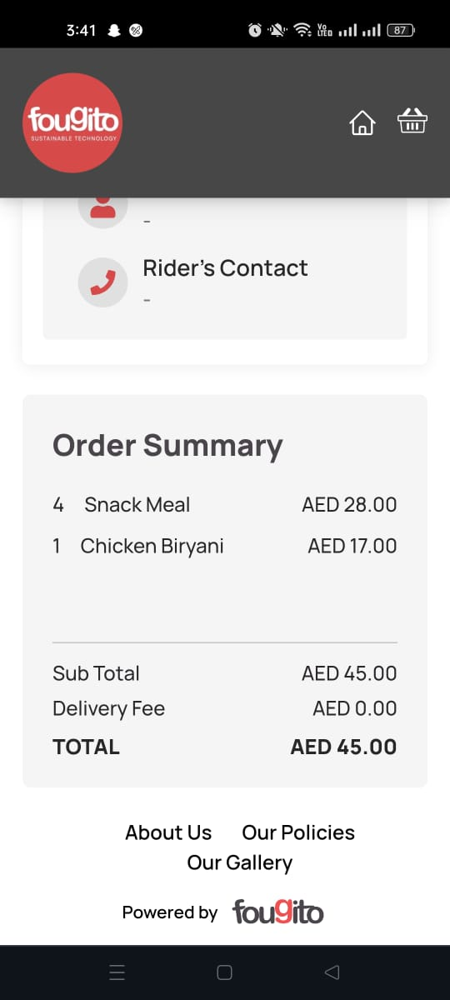 3:41
Vo
LTED
87
fougito
SUSTAINABLE TECHNOLOGY
-
Rider's Contact
-
Order Summary
4 Snack Meal AED 28.00
1 Chicken Biryani AED 17.00
Sub Total AED 45.00
Delivery Fee AED 0.00
TOTAL AED 45.00
About Us Our Policies
Our Gallery
Powered by fougito